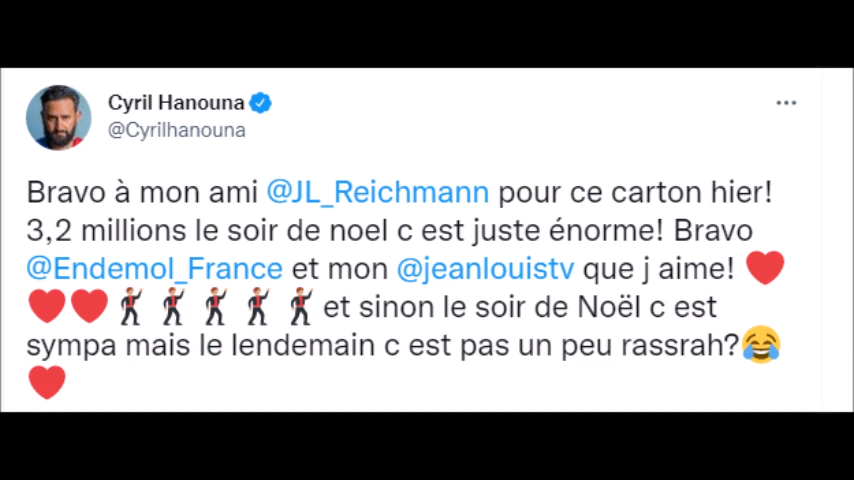 Cyril Hanouna
@Cyrilhanouna
Bravo à mon ami @JL_Reichmann pour ce carton hier!
3,2 millions le soir de noel c est juste énorme! Bravo
@Endemol_France et mon @jeanlouistv que j aime! ❤️
❤️❤️🕺🕺🕺🕺🕺 et sinon le soir de Noël c est
sympa mais le lendemain c est pas un peu rassrah?😂
❤️